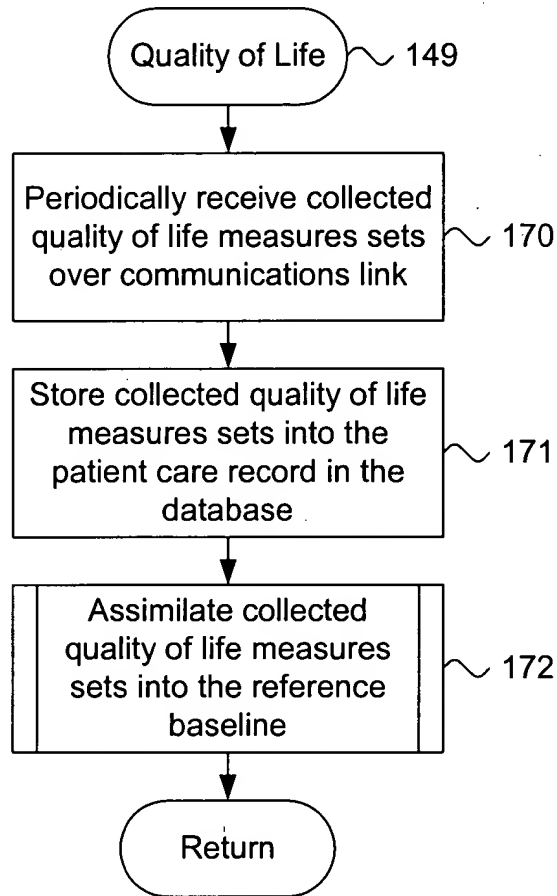 Quality of Life
149
Periodically receive collected
quality of life measures sets
over communications link
170
Store collected quality of life
measures sets into the
patient care record in the
database
171
Assimilate collected
quality of life measures
sets into the reference
baseline
172
Return